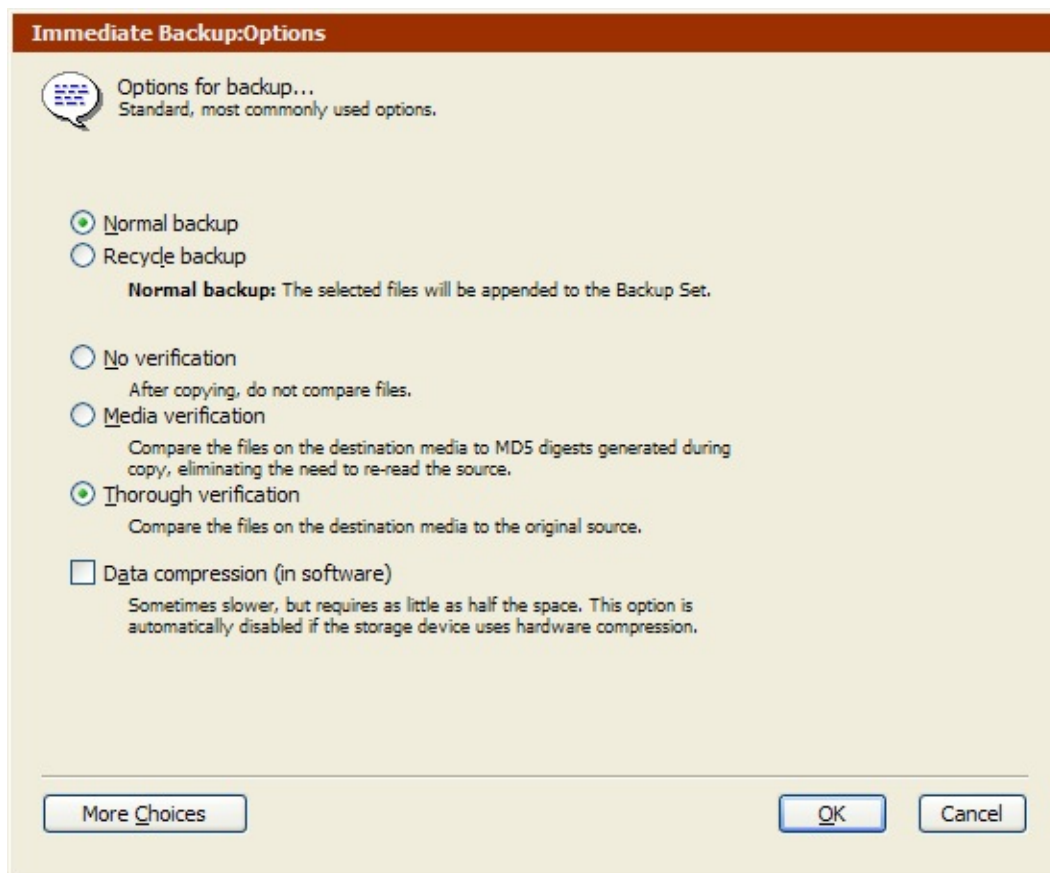 Immediate Backup:Options
Options for backup...
Standard, most commonly used options.
Normal backup
Recycle backup
Normal backup: The selected files will be appended to the Backup Set.
No verification
After copying, do not compare files.
Media verification
Compare the files on the destination media to MD5 digests generated during
copy, eliminating the need to re-read the source.
Thorough verification
Compare the files on the destination media to the original source.
Data compression (in software)
Sometimes slower, but requires as little as half the space. This option is
automatically disabled if the storage device uses hardware compression.
More Choices
OK
Cancel